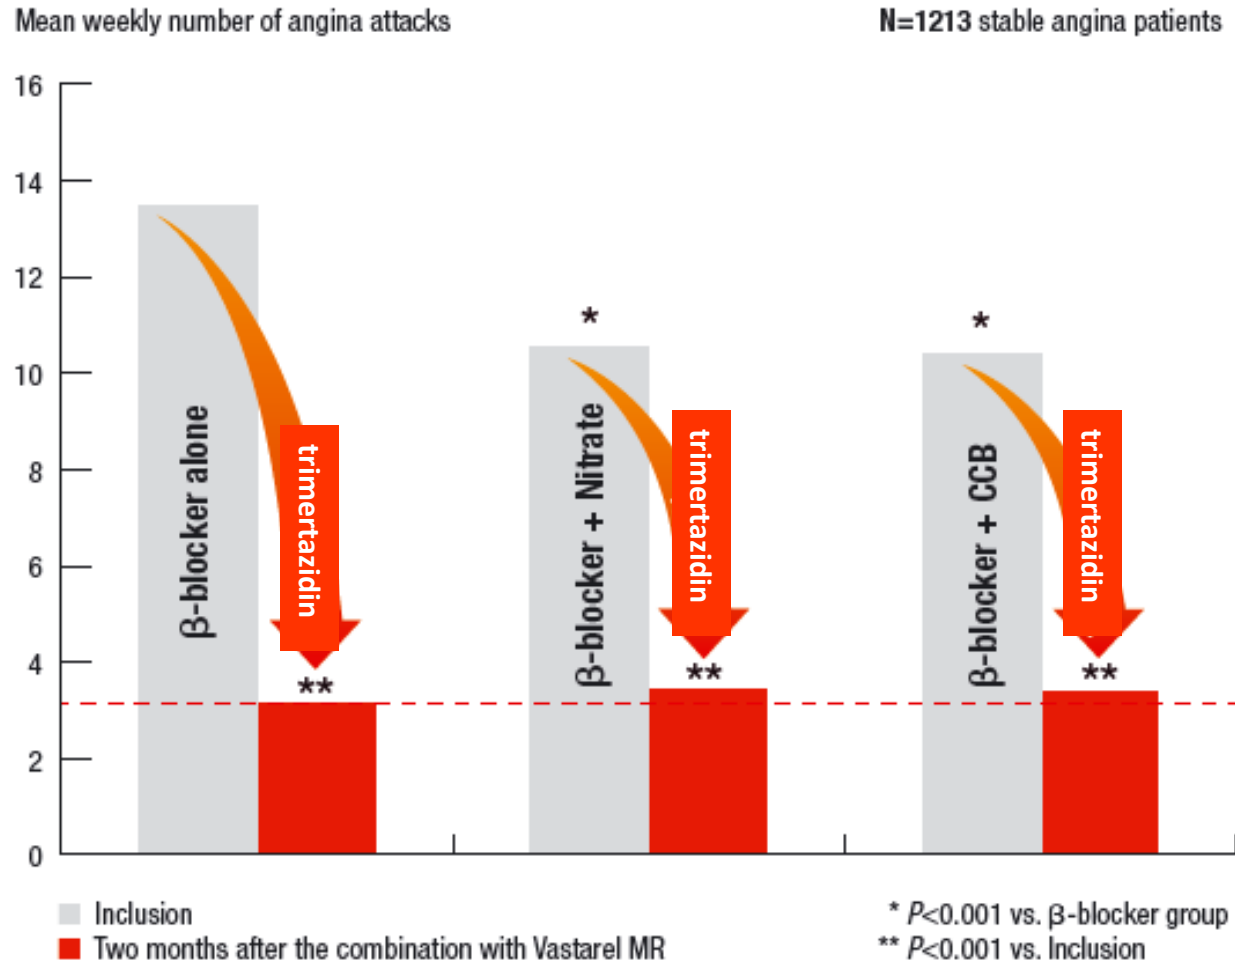 Mean weekly number of angina attacks
N=1213 stable angina patients
16
14
12
10
8
6
4
2
0
β-blocker alone
trimertazidin
**
*
β-blocker + Nitrate
trimertazidin
**
*
β-blocker + CCB
trimertazidin
**
Inclusion
Two months after the combination with Vastarel MR
* P<0.001 vs. β-blocker group
** P<0.001 vs. Inclusion